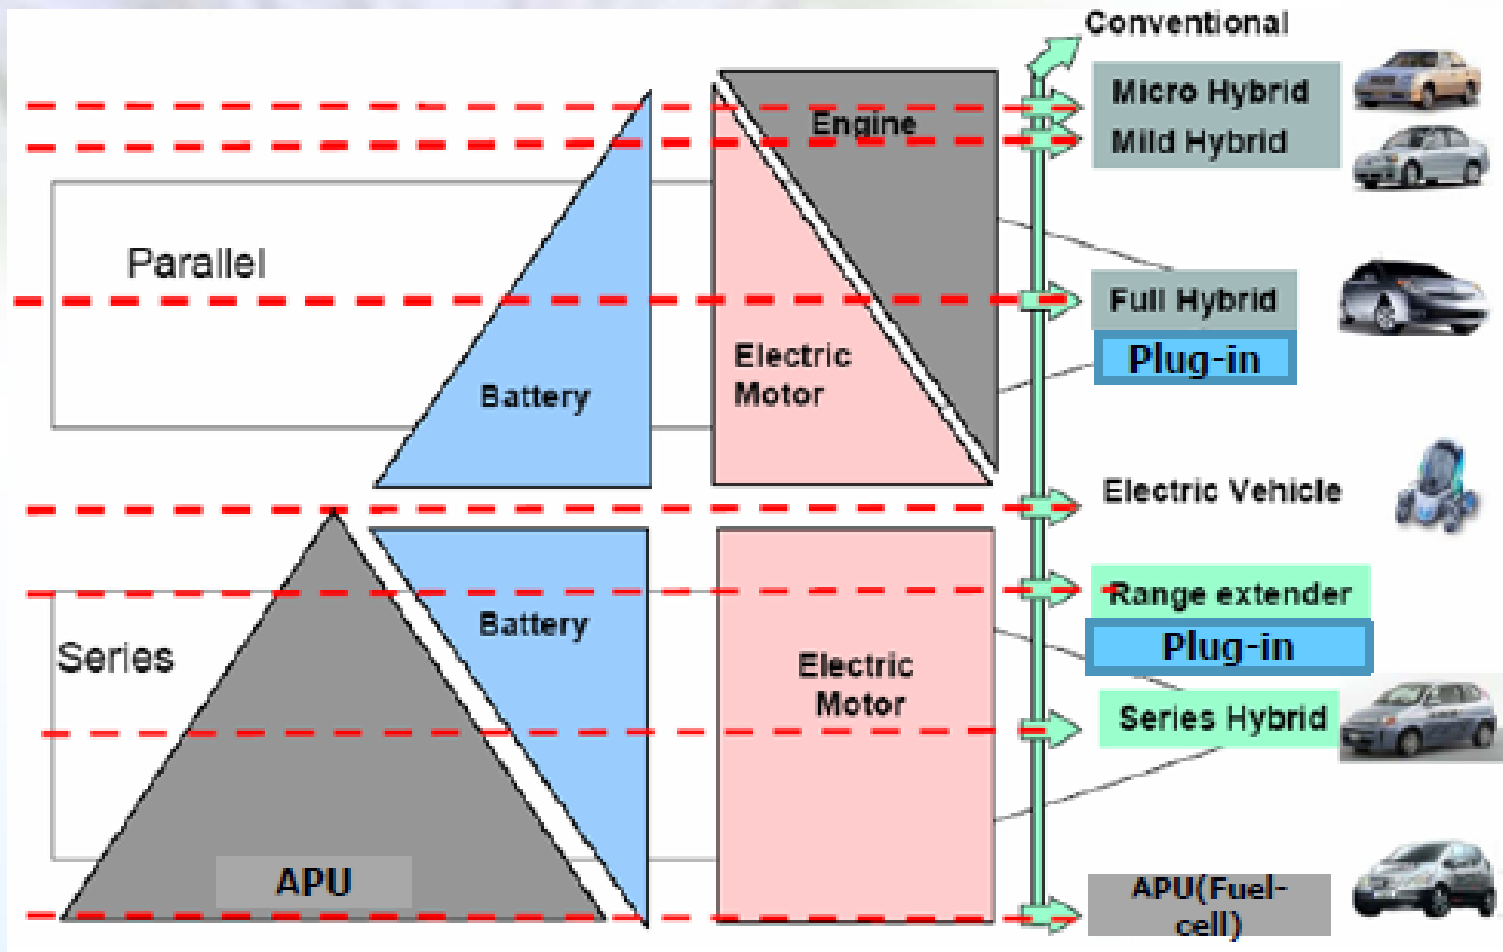 Conventional
Micro Hybrid
Engine
Mild Hybrid
Parallel
Full Hybrid
Electric
Motor
Plug-in
Battery
Electric Vehicle
Range extender
Battery
Plug-in
Series
Electric
Motor
Series Hybrid
APU
APU(Fuel-
cell)